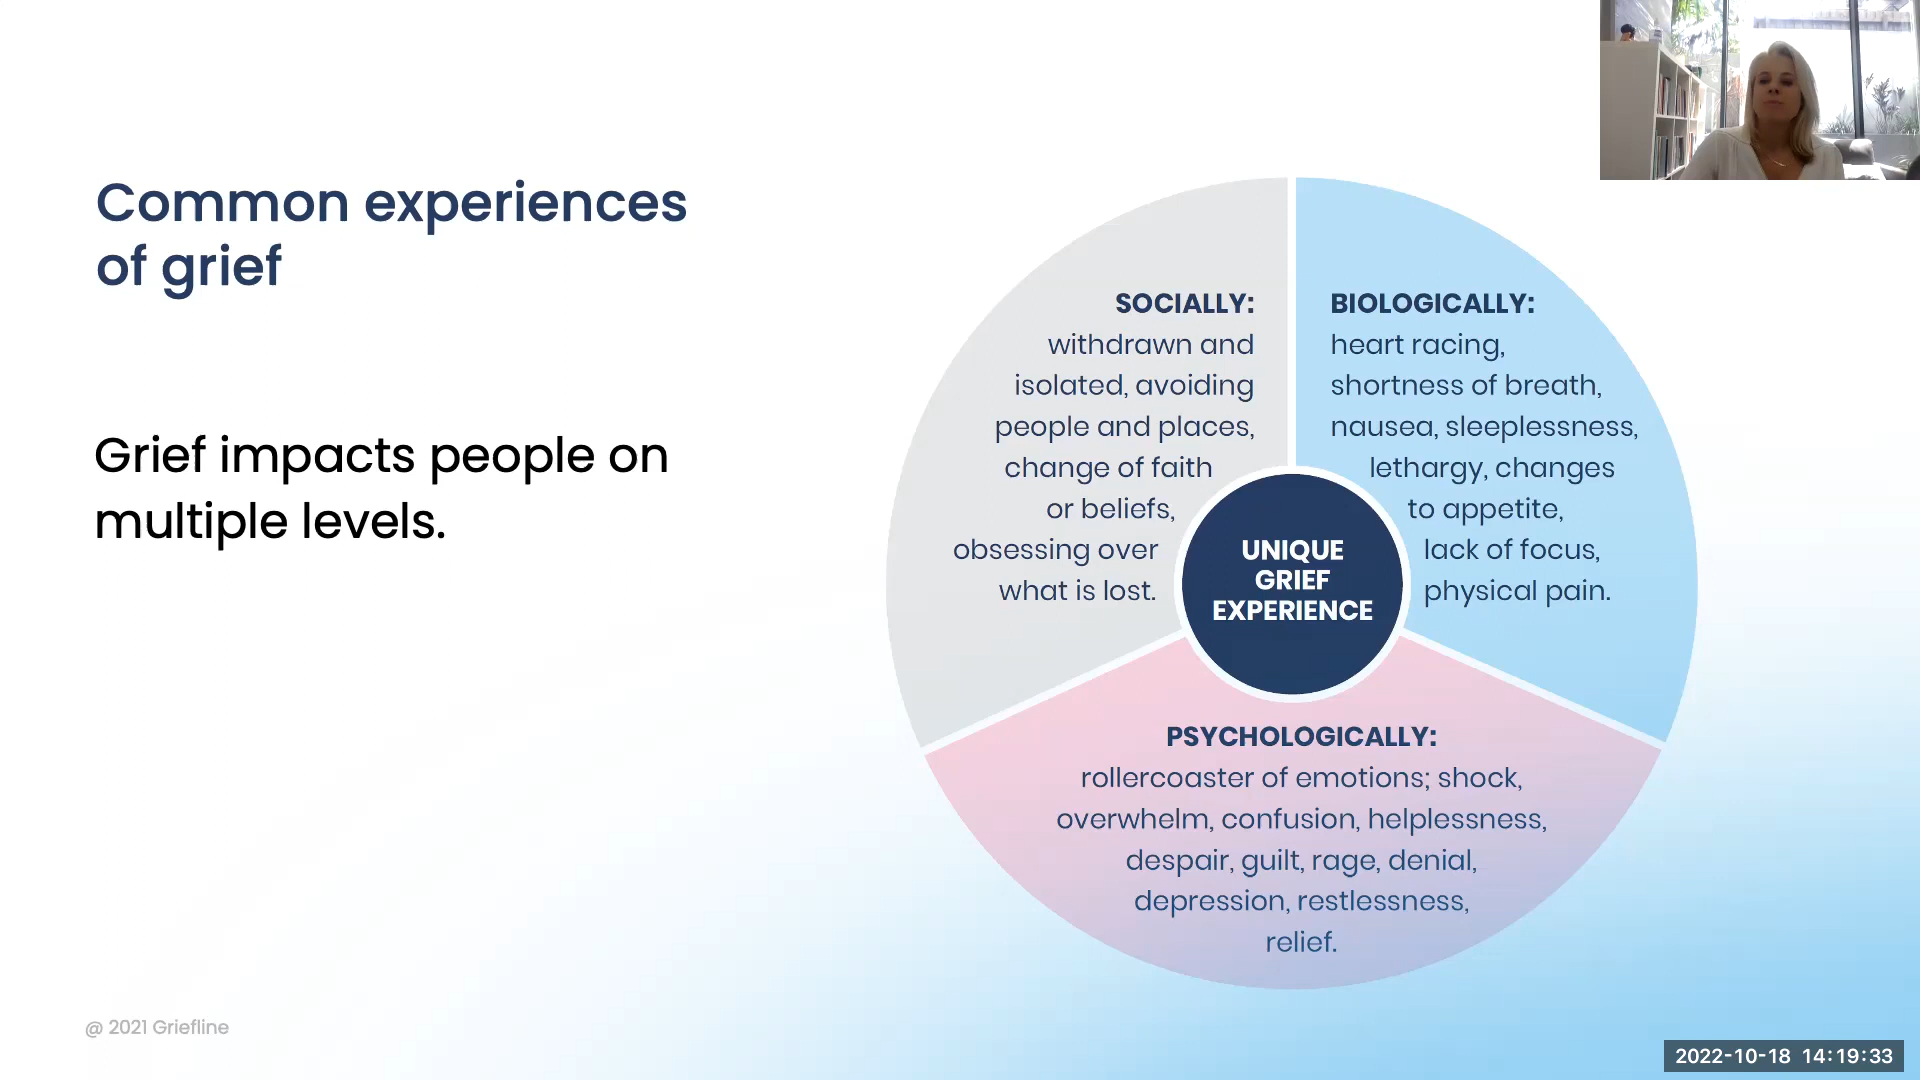 Common experiences
of grief
Grief impacts people on
multiple levels.
SOCIALLY:
withdrawn and
isolated, avoiding
people and places,
change of faith
or beliefs,
obsessing over
what is lost.
BIOLOGICALLY:
heart racing,
shortness of breath,
nausea, sleeplessness,
lethargy, changes
to appetite,
lack of focus,
physical pain.
UNIQUE
GRIEF
EXPERIENCE
PSYCHOLOGICALLY:
rollercoaster of emotions; shock,
overwhelm, confusion, helplessness,
despair, guilt, rage, denial,
depression, restlessness,
relief.
@ 2021 Griefline
2022-10-18 14:19:33